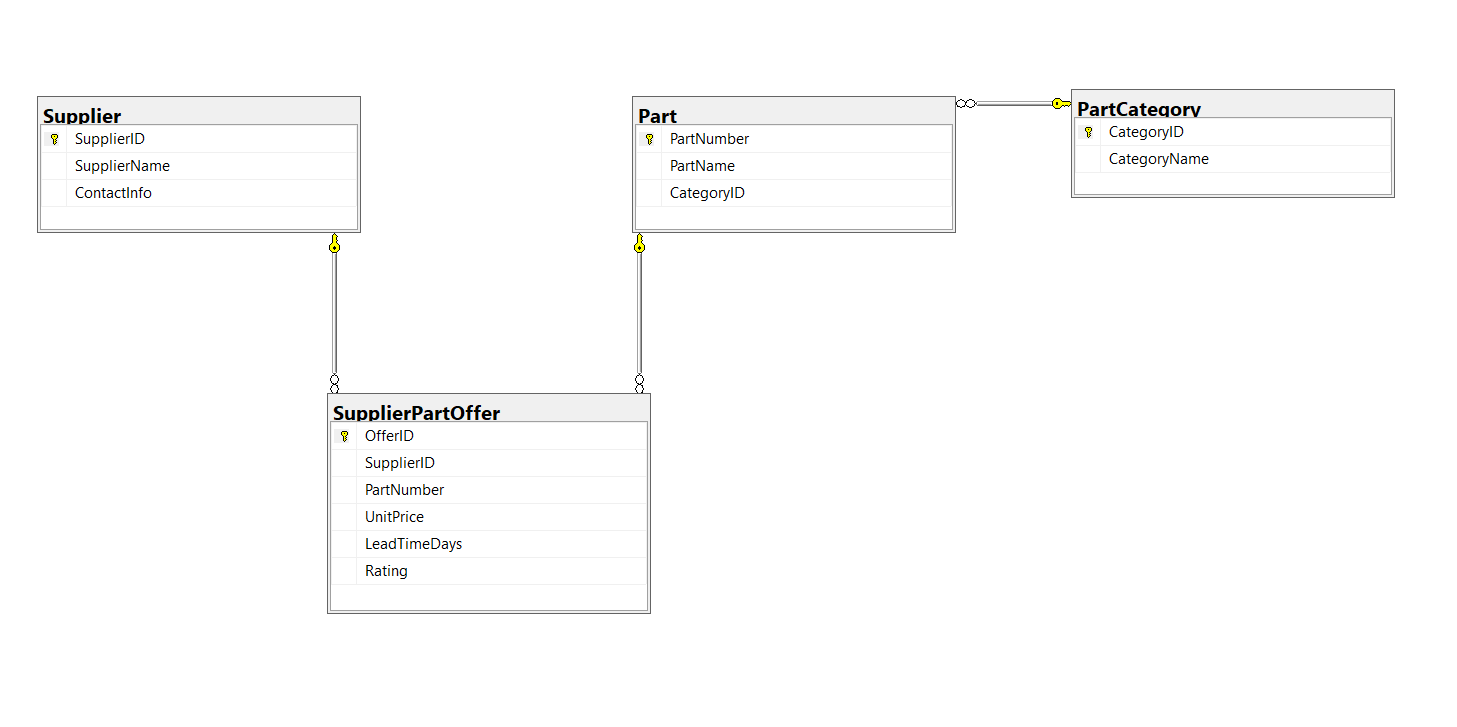 Supplier
SupplierID
SupplierName
ContactInfo
Part
PartNumber
PartName
CategoryID
PartCategory
CategoryID
CategoryName
SupplierPartOffer
OfferID
SupplierID
PartNumber
UnitPrice
LeadTimeDays
Rating